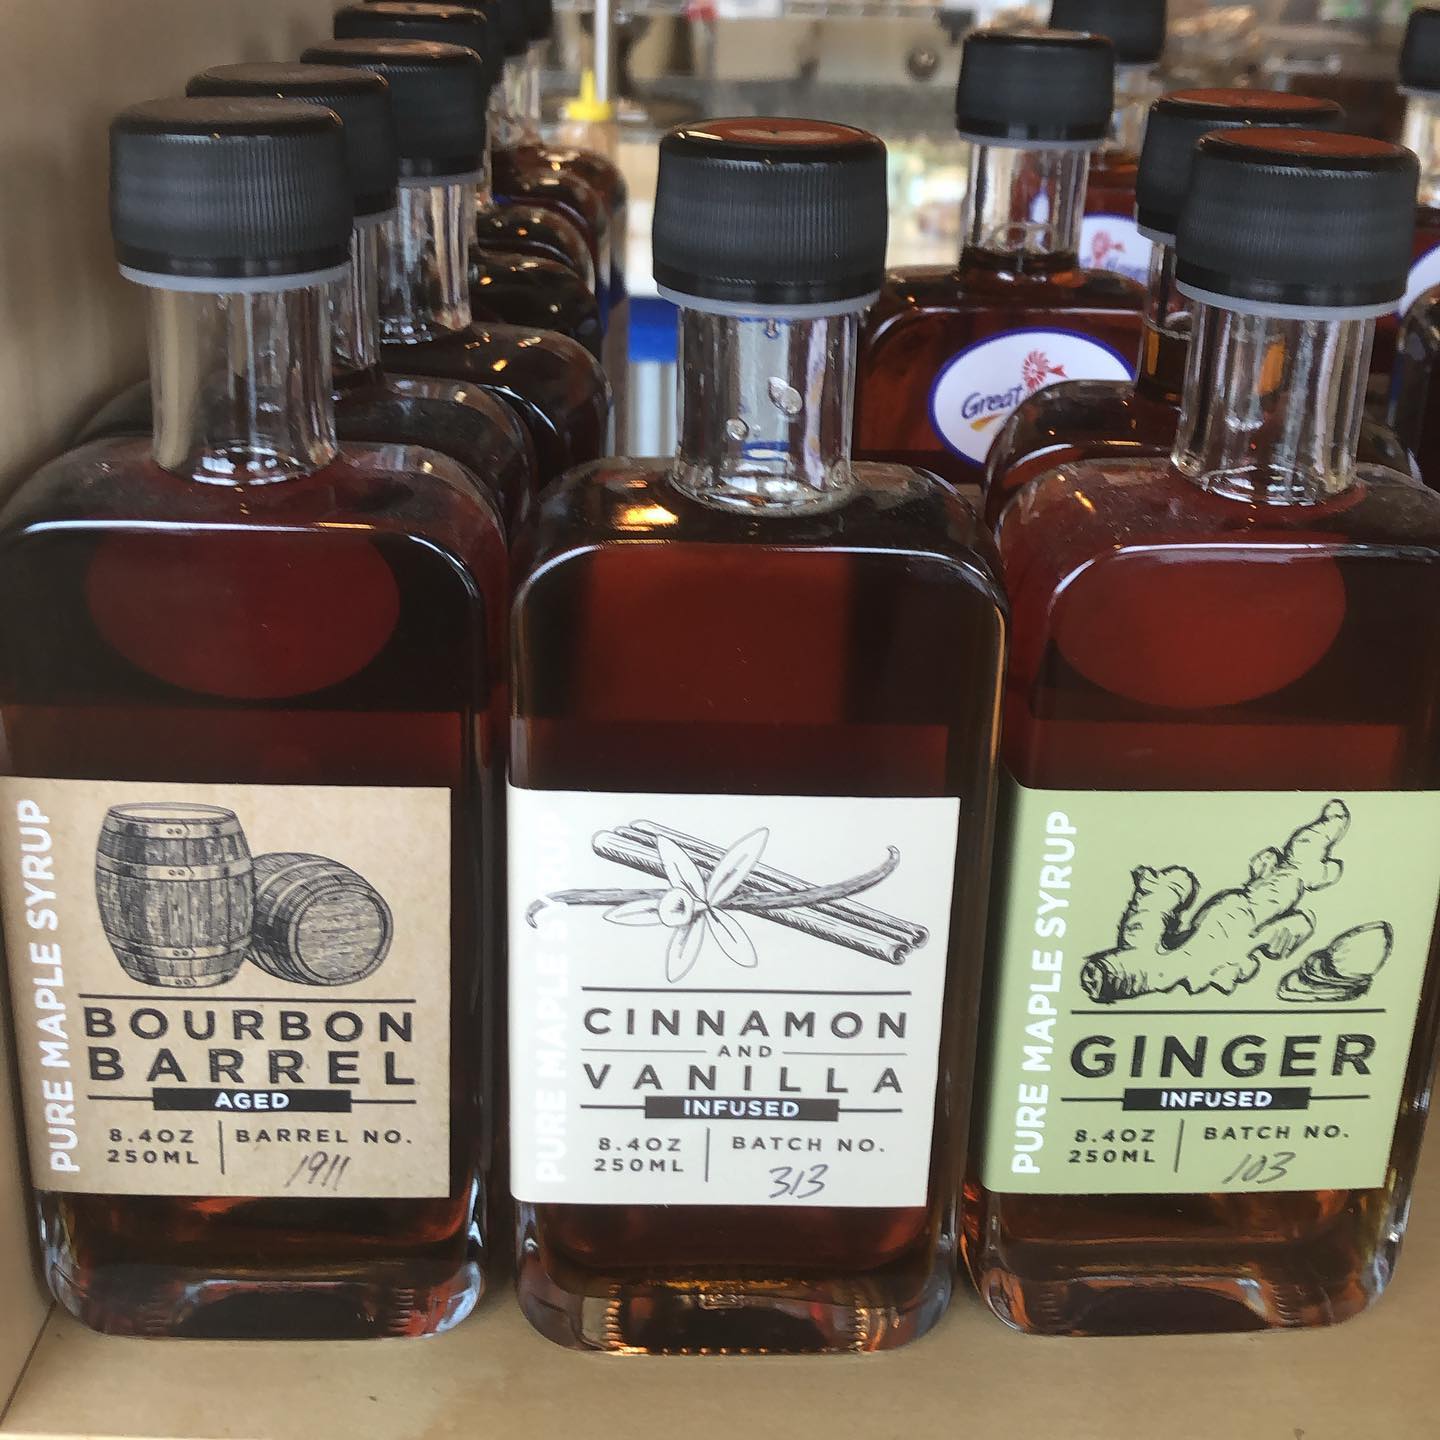 PURE MAPLE SYRUP
BOURBON
BARREL
AGED
8.4OZ
250ML
BARREL NO.
1911
PURE MAPLE SYRUP
CINNAMON
AND
VANILLA
INFUSED
8.4OZ
250ML
BATCH NO.
313
PURE MAPLE SYRUP
GINGER
INFUSED
8.4OZ
250ML
BATCH NO.
103
Great